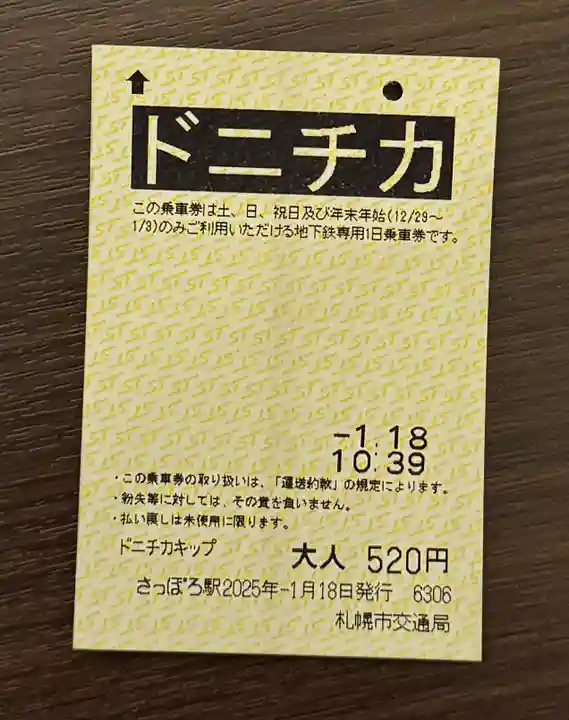 ドニチカ
この乗車券は土、日、祝日及び年末年始(12/29～
1/3)のみご利用いただける地下鉄専用1日乗車券です。
-1.18
10:39
・この乗車券の取り扱いは、「運送約款」の規定によります。
・紛失等に対しては、その責を負いません。
・払い戻しは未使用に限ります。
ドニチカキップ 大人 520円
さっぽろ駅2025年-1月18日発行 6306
札幌市交通局